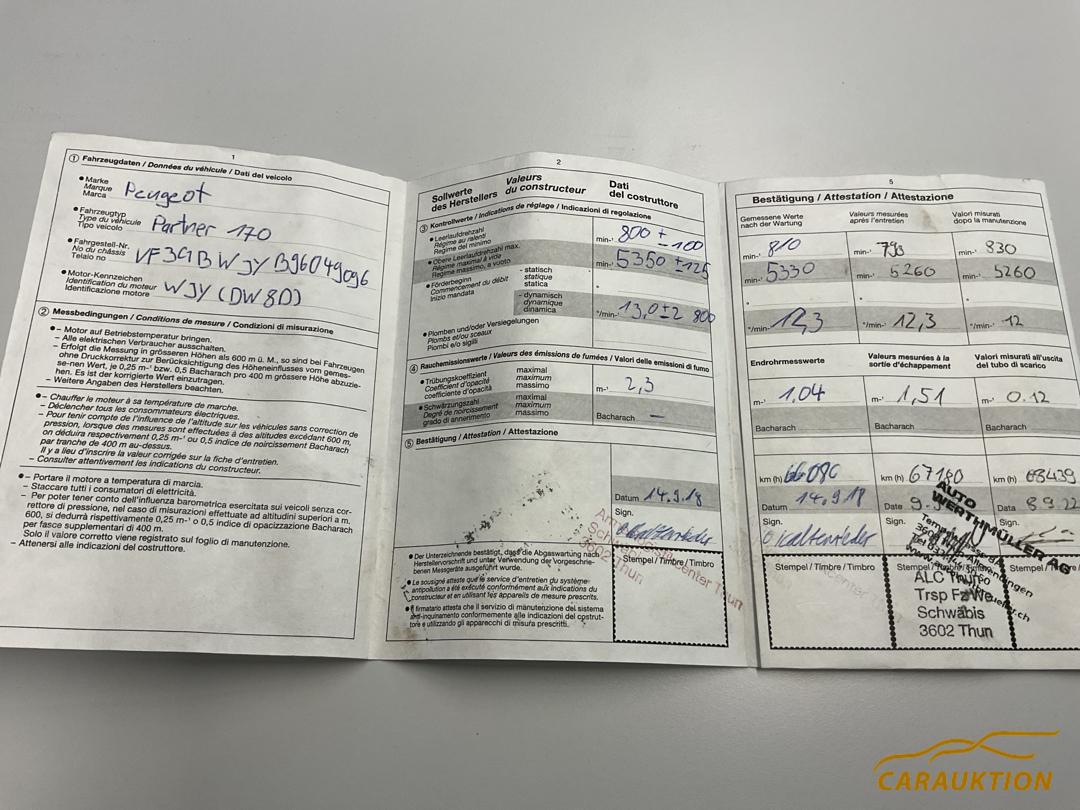 1
① Fahrzeugdaten / Données du véhicule / Dati del veicolo
● Marke
Marque
Marca
Peugeot
● Fahrzeugtyp
Type du véhicule
Tipo veicolo
Partner 170
● Fahrgestell-Nr.
No du châssis
Telaio no
VF3GBWJYB96049096
● Motor-Kennzeichen
Identification du moteur
Identificazione motore
WJY (DW8D)
② Messbedingungen / Conditions de mesure / Condizioni di misurazione
● – Motor auf Betriebstemperatur bringen.
– Alle elektrischen Verbraucher ausschalten.
– Erfolgt die Messung in grösseren Höhen als 600 m ü. M., so sind bei Fahrzeugen
ohne Druckkorrektur zur Berücksichtigung des Höheneinflusses vom gemes-
senen Wert, je 0,25 m-¹ bzw. 0,5 Bacharach pro 400 m grössere Höhe abzuzie-
hen. Es ist der korrigierte Wert einzutragen.
– Weitere Angaben des Herstellers beachten.
● – Chauffer le moteur à sa température de marche.
– Déclencher tous les consommateurs électriques.
– Pour tenir compte de l'influence de l'altitude sur les véhicules sans correction de
pression, lorsque des mesures sont effectuées à des altitudes excédant 600 m,
on déduira respectivement 0,25 m-¹ ou 0,5 indice de noircissement Bacharach
par tranche de 400 m au-dessus.
Il y a lieu d'inscrire la valeur corrigée sur la fiche d'entretien.
– Consulter attentivement les indications du constructeur.
● – Portare il motore a temperatura di marcia.
– Staccare tutti i consumatori di elettricità.
– Per poter tener conto dell'influenza barometrica esercitata sui veicoli senza cor-
rettore di pressione, nel caso di misurazioni effettuate ad altitudini superiori a m.
600, si dedurrà rispettivamente 0,25 m-¹ o 0,5 indice di opacizzazione Bacharach
per fasce supplementari di 400 m.
Solo il valore corretto viene registrato sul foglio di manutenzione.
– Attenersi alle indicazioni del costruttore.
2
Sollwerte
des Herstellers
Valeurs
du constructeur
Dati
del costruttore
③ Kontrollwerte / Indications de réglage / Indicazioni di regolazione
● Leerlaufdrehzahl
Régime au ralenti
Regime del minimo
min-¹ 800 ± 100
● Obere Leerlaufdrehzahl max.
Régime maximal à vide
Regime massimo, a vuoto
min-¹ 5350 ± 125
● Förderbeginn
Commencement du débit
Inizio mandata
- statisch
statique
statica
°
- dynamisch
dynamique
dinamica
°/min-¹ 13,0 ± 2 800
● Plomben und/oder Versiegelungen
Plombs et/ou sceaux
Piombi e/o sigilli
④ Rauchemissionswerte / Valeurs des émissions de fumées / Valori delle emissioni di fumo
● Trübungskoeffizient
Coefficient d'opacité
coefficiente d'opacità
maximal
maximum
massimo
m-¹ 2,3
● Schwärzungszahl
Degré de noircissement
grado di annerimento
maximal
maximum
massimo
Bacharach –
⑤ Bestätigung / Attestation / Attestazione
Datum 14.9.18
Sign.
3602 Thun
● Der Unterzeichnende bestätigt, dass die Abgaswartung nach
Herstellervorschrift und unter Verwendung der vorgeschrie-
benen Messgeräte ausgeführt wurde.
● Le soussigné atteste que le service d'entretien du système
antipollution a été exécuté conformément aux indications du
constructeur et en utilisant les appareils de mesure prescrits.
● Il firmatario attesta che il servizio di manutenzione del sistema
anti-inquinamento conformemente alle indicazioni del costrut-
tore e utilizzando gli apparecchi di misura prescritti.
Stempel / Timbre / Timbro
5
Bestätigung / Attestation / Attestazione
Gemessene Werte
nach der Wartung
Valeurs mesurées
après l'entretien
Valori misurati
dopo la manutenzione
min-¹ 810 min-¹ 793 min-¹ 830
min-¹ 5330 min-¹ 5260 min-¹ 5260
° ° °
°/min-¹ 12,3 °/min-¹ 12,3 °/min-¹ 12
Endrohrmesswerte
Valeurs mesurées à la
sortie d'échappement
Valori misurati all'uscita
del tubo di scarico
m-¹ 1,04 m-¹ 1,51 m-¹ 0.12
Bacharach Bacharach Bacharach
km (h) 66086 km (h) 67180 km (h) 68439
Datum 14.9.18 Date 9. Data 8.9.22
Sign. Sign. Sign.
AUTO
WERTHMÜLLER AG
Stempel / Timbre / Timbro
ALC Thun
Trsp Fz We
Schwäbis
3602 Thun
CARAUKTION